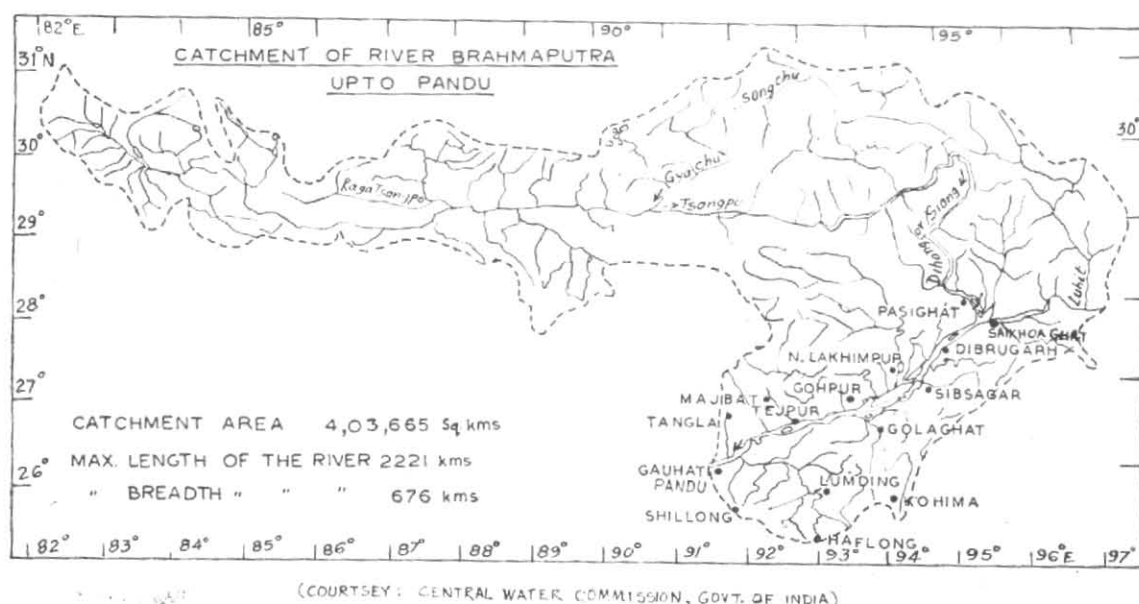 82°E 85° 90° 95°
CATCHMENT OF RIVER BRAHMAPUTRA
UPTO PANDU
31°N
30°
29°
28°
27°
26°
30°
Songchu
Gyaichu
Raga Tsangpo
Tsangpo
Dihang or Siang
Luhit
PASIGHAT
SAIKHOA GHAT
DIBRUGARH
N. LAKHIMPUR
GOHPUR
SIBSAGAR
MAJIBAT
TEJPUR
TANGLA
GOLAGHAT
GAUHATI
PANDU
LUMDING
KOHIMA
SHILLONG
HAFLONG
CATCHMENT AREA 4,03,665 Sq kms
MAX. LENGTH OF THE RIVER 2221 kms
" BREADTH " " " 676 kms
82° 83° 84° 85° 86° 87° 88° 89° 90° 91° 92° 93° 94° 95° 96°E 97°
(COURTSEY: CENTRAL WATER COMMISSION, GOVT. OF INDIA)